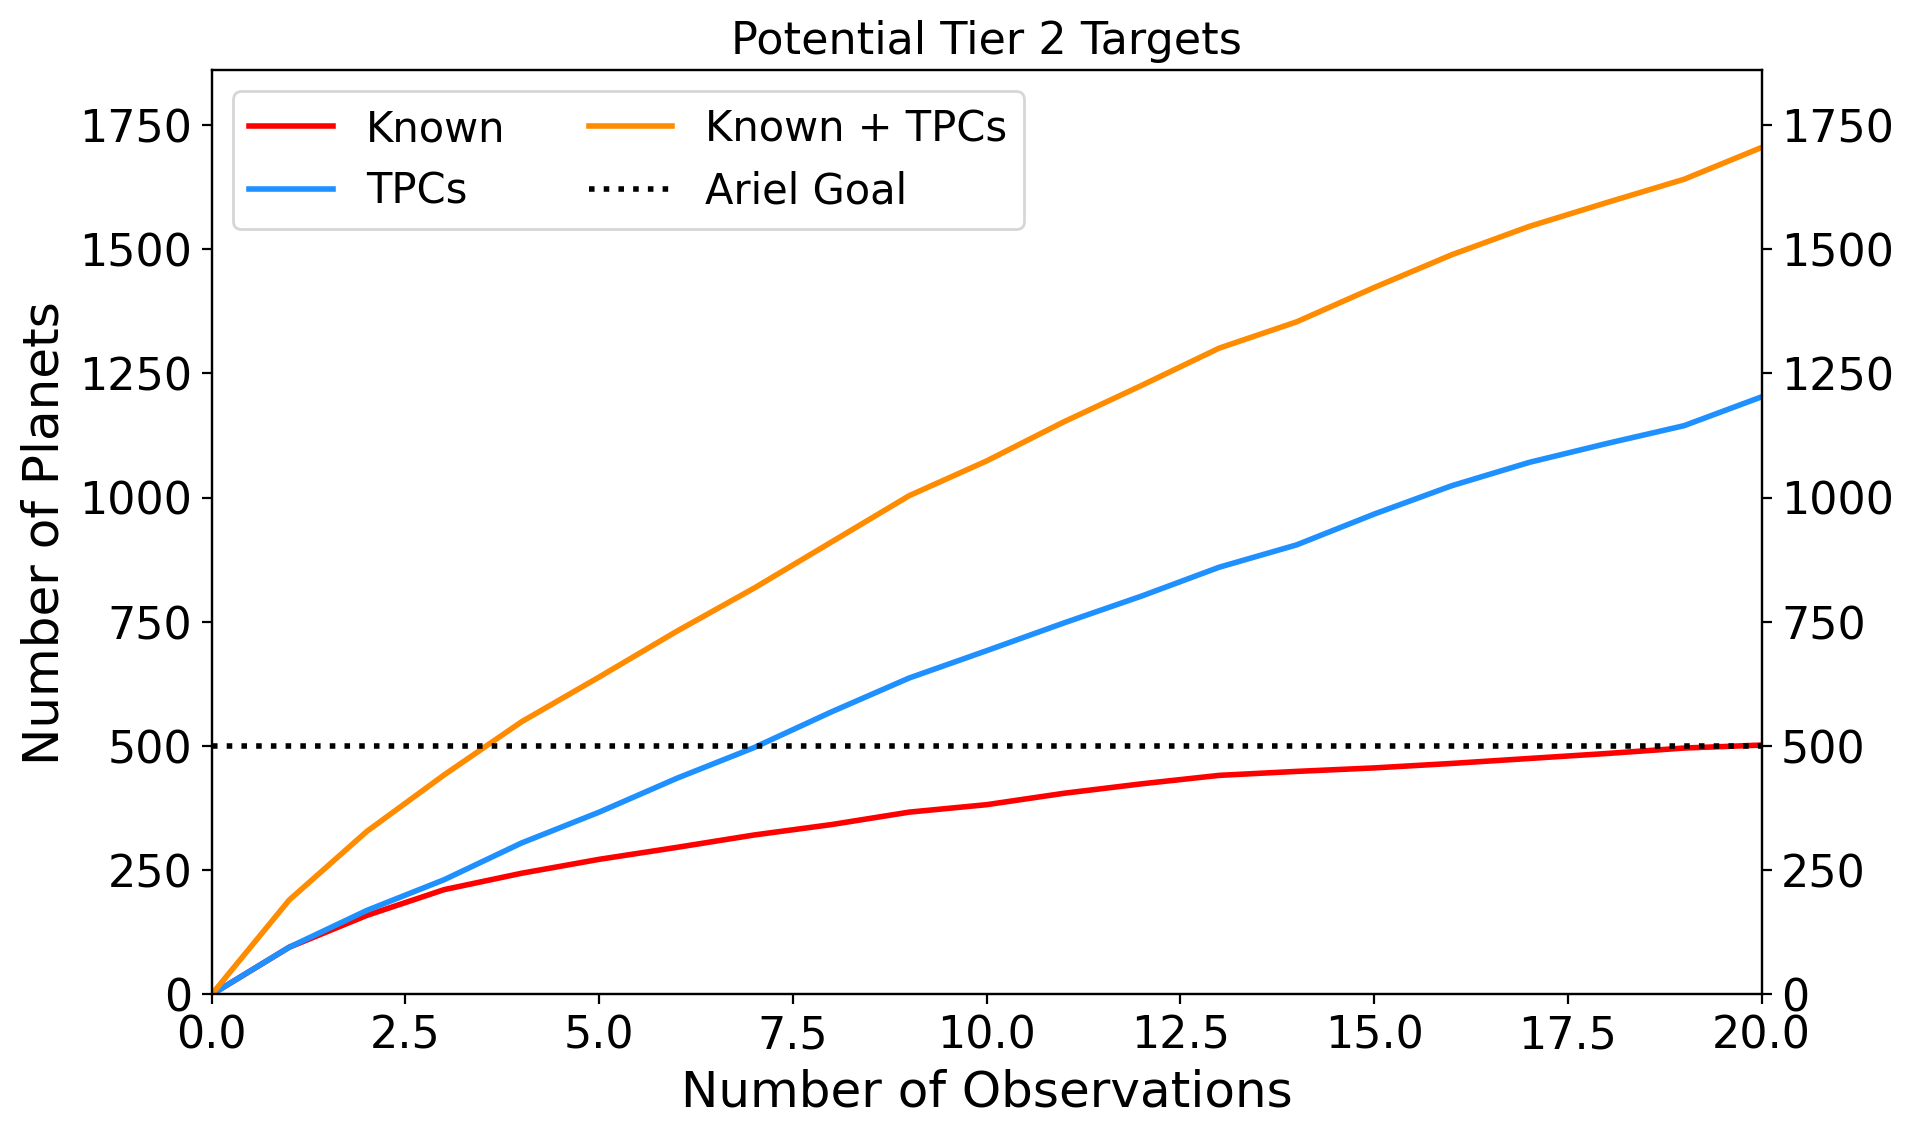 Potential Tier 2 Targets
Known
TPCs
Known + TPCs
Ariel Goal
Number of Planets
1750
1500
1250
1000
750
500
250
0
1750
1500
1250
1000
750
500
250
0
0.0 2.5 5.0 7.5 10.0 12.5 15.0 17.5 20.0
Number of Observations